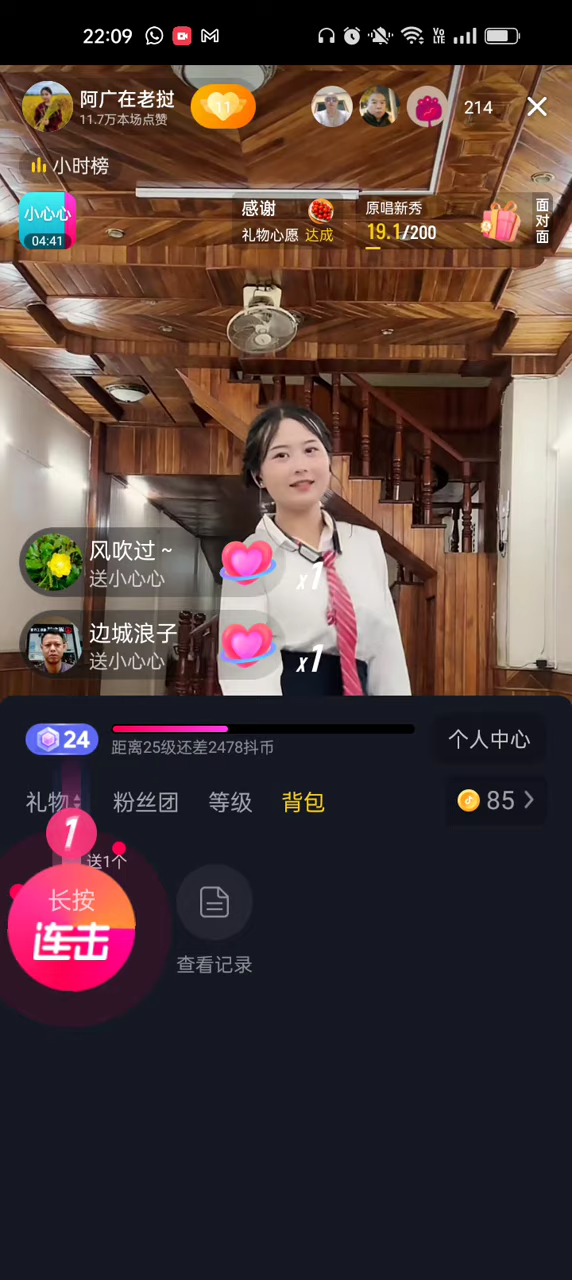 22:09
Vo
LTE
阿广在老挝
11.7万本场点赞
11
214
小时榜
小心心
04:41
感谢
礼物心愿 达成
原唱新秀
19.1/200
面对面
风吹过~
送小心心
x1
边城浪子
送小心心
x1
24
距离25级还差2478抖币
个人中心
礼物
粉丝团
等级
背包
85
1
送1个
长按
连击
查看记录